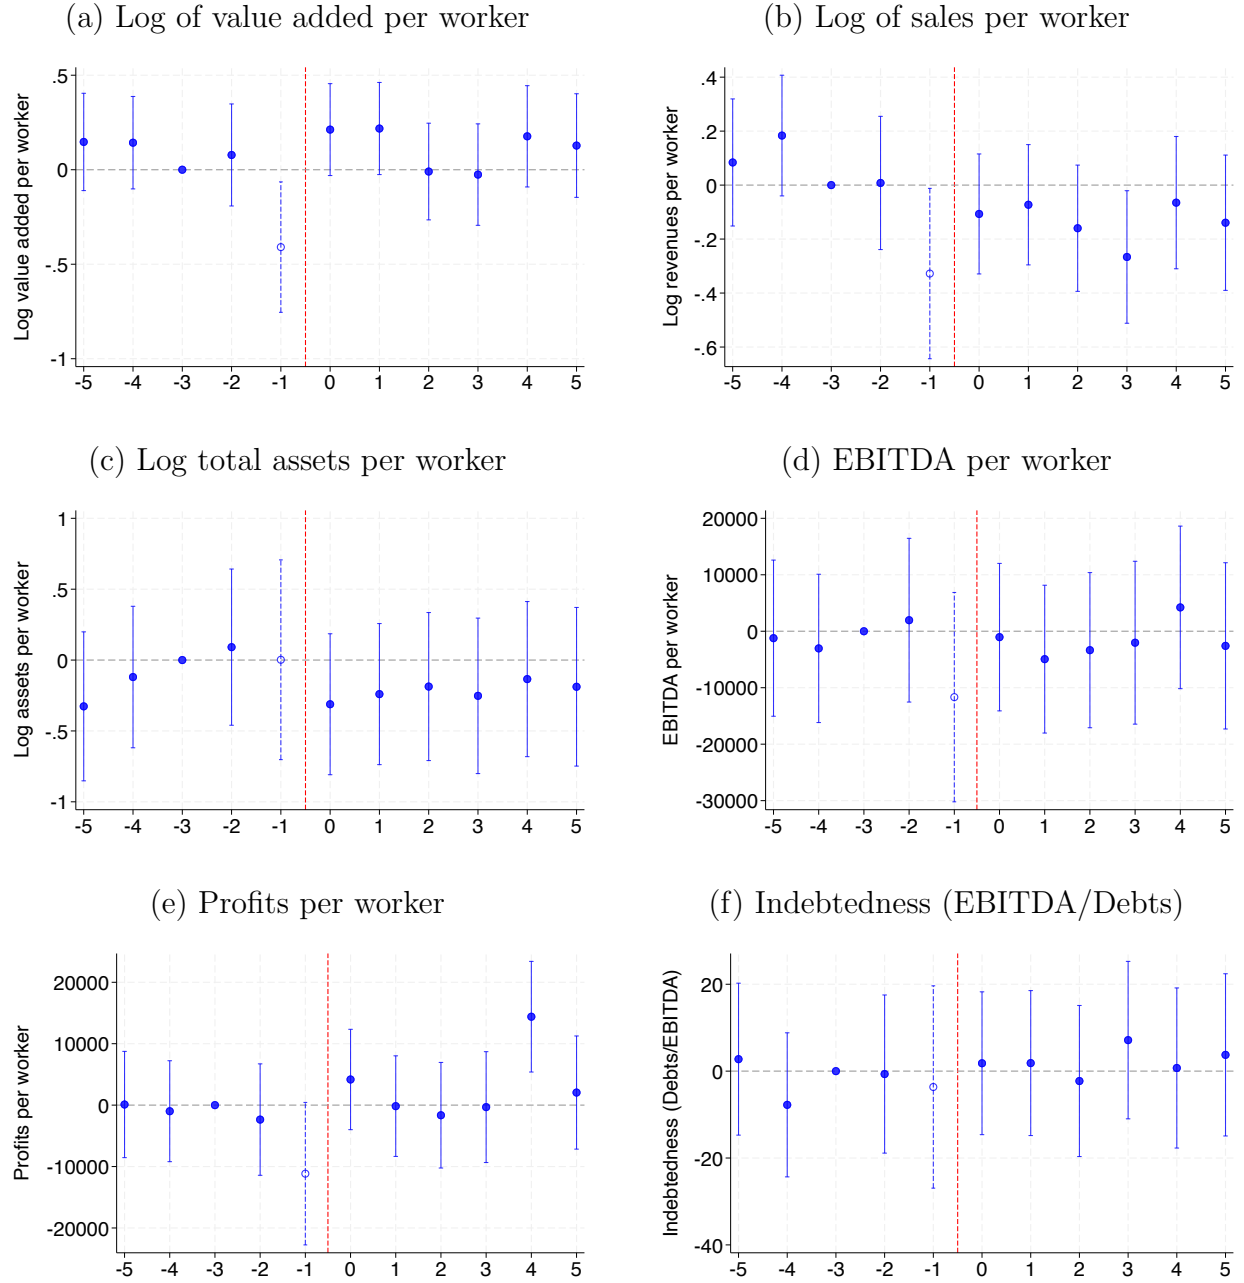 (a) Log of value added per worker
Log value added per worker
.5
0
-.5
-1
-5 -4 -3 -2 -1 0 1 2 3 4 5
(b) Log of sales per worker
Log revenues per worker
.4
.2
0
-.2
-.4
-.6
-5 -4 -3 -2 -1 0 1 2 3 4 5
(c) Log total assets per worker
Log assets per worker
1
.5
0
-.5
-1
-5 -4 -3 -2 -1 0 1 2 3 4 5
(d) EBITDA per worker
EBITDA per worker
20000
10000
0
-10000
-20000
-30000
-5 -4 -3 -2 -1 0 1 2 3 4 5
(e) Profits per worker
Profits per worker
20000
10000
0
-10000
-20000
-5 -4 -3 -2 -1 0 1 2 3 4 5
(f) Indebtedness (EBITDA/Debts)
Indebtedness (Debts/EBITDA)
20
0
-20
-40
-5 -4 -3 -2 -1 0 1 2 3 4 5